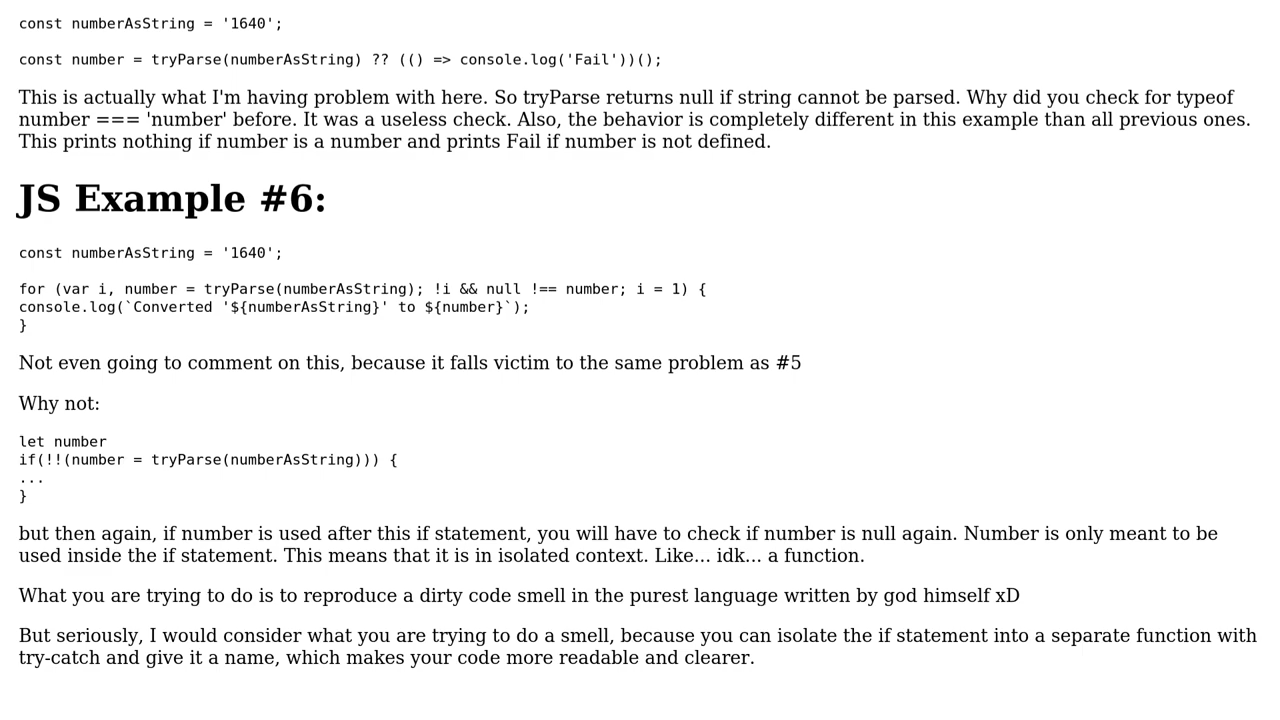 const numberAsString = '1640';
const number = tryParse(numberAsString) ?? (() => console.log('Fail'))();
This is actually what I'm having problem with here. So tryParse returns null if string cannot be parsed. Why did you check for typeof
number === 'number' before. It was a useless check. Also, the behavior is completely different in this example than all previous ones.
This prints nothing if number is a number and prints Fail if number is not defined.
JS Example #6:
const numberAsString = '1640';
for (var i, number = tryParse(numberAsString); !i && null !== number; i = 1) {
console.log(`Converted '${numberAsString}' to ${number}`);
}
Not even going to comment on this, because it falls victim to the same problem as #5
Why not:
let number
if(!!(number = tryParse(numberAsString))) {
...
}
but then again, if number is used after this if statement, you will have to check if number is null again. Number is only meant to be
used inside the if statement. This means that it is in isolated context. Like... idk... a function.
What you are trying to do is to reproduce a dirty code smell in the purest language written by god himself xD
But seriously, I would consider what you are trying to do a smell, because you can isolate the if statement into a separate function with
try-catch and give it a name, which makes your code more readable and clearer.